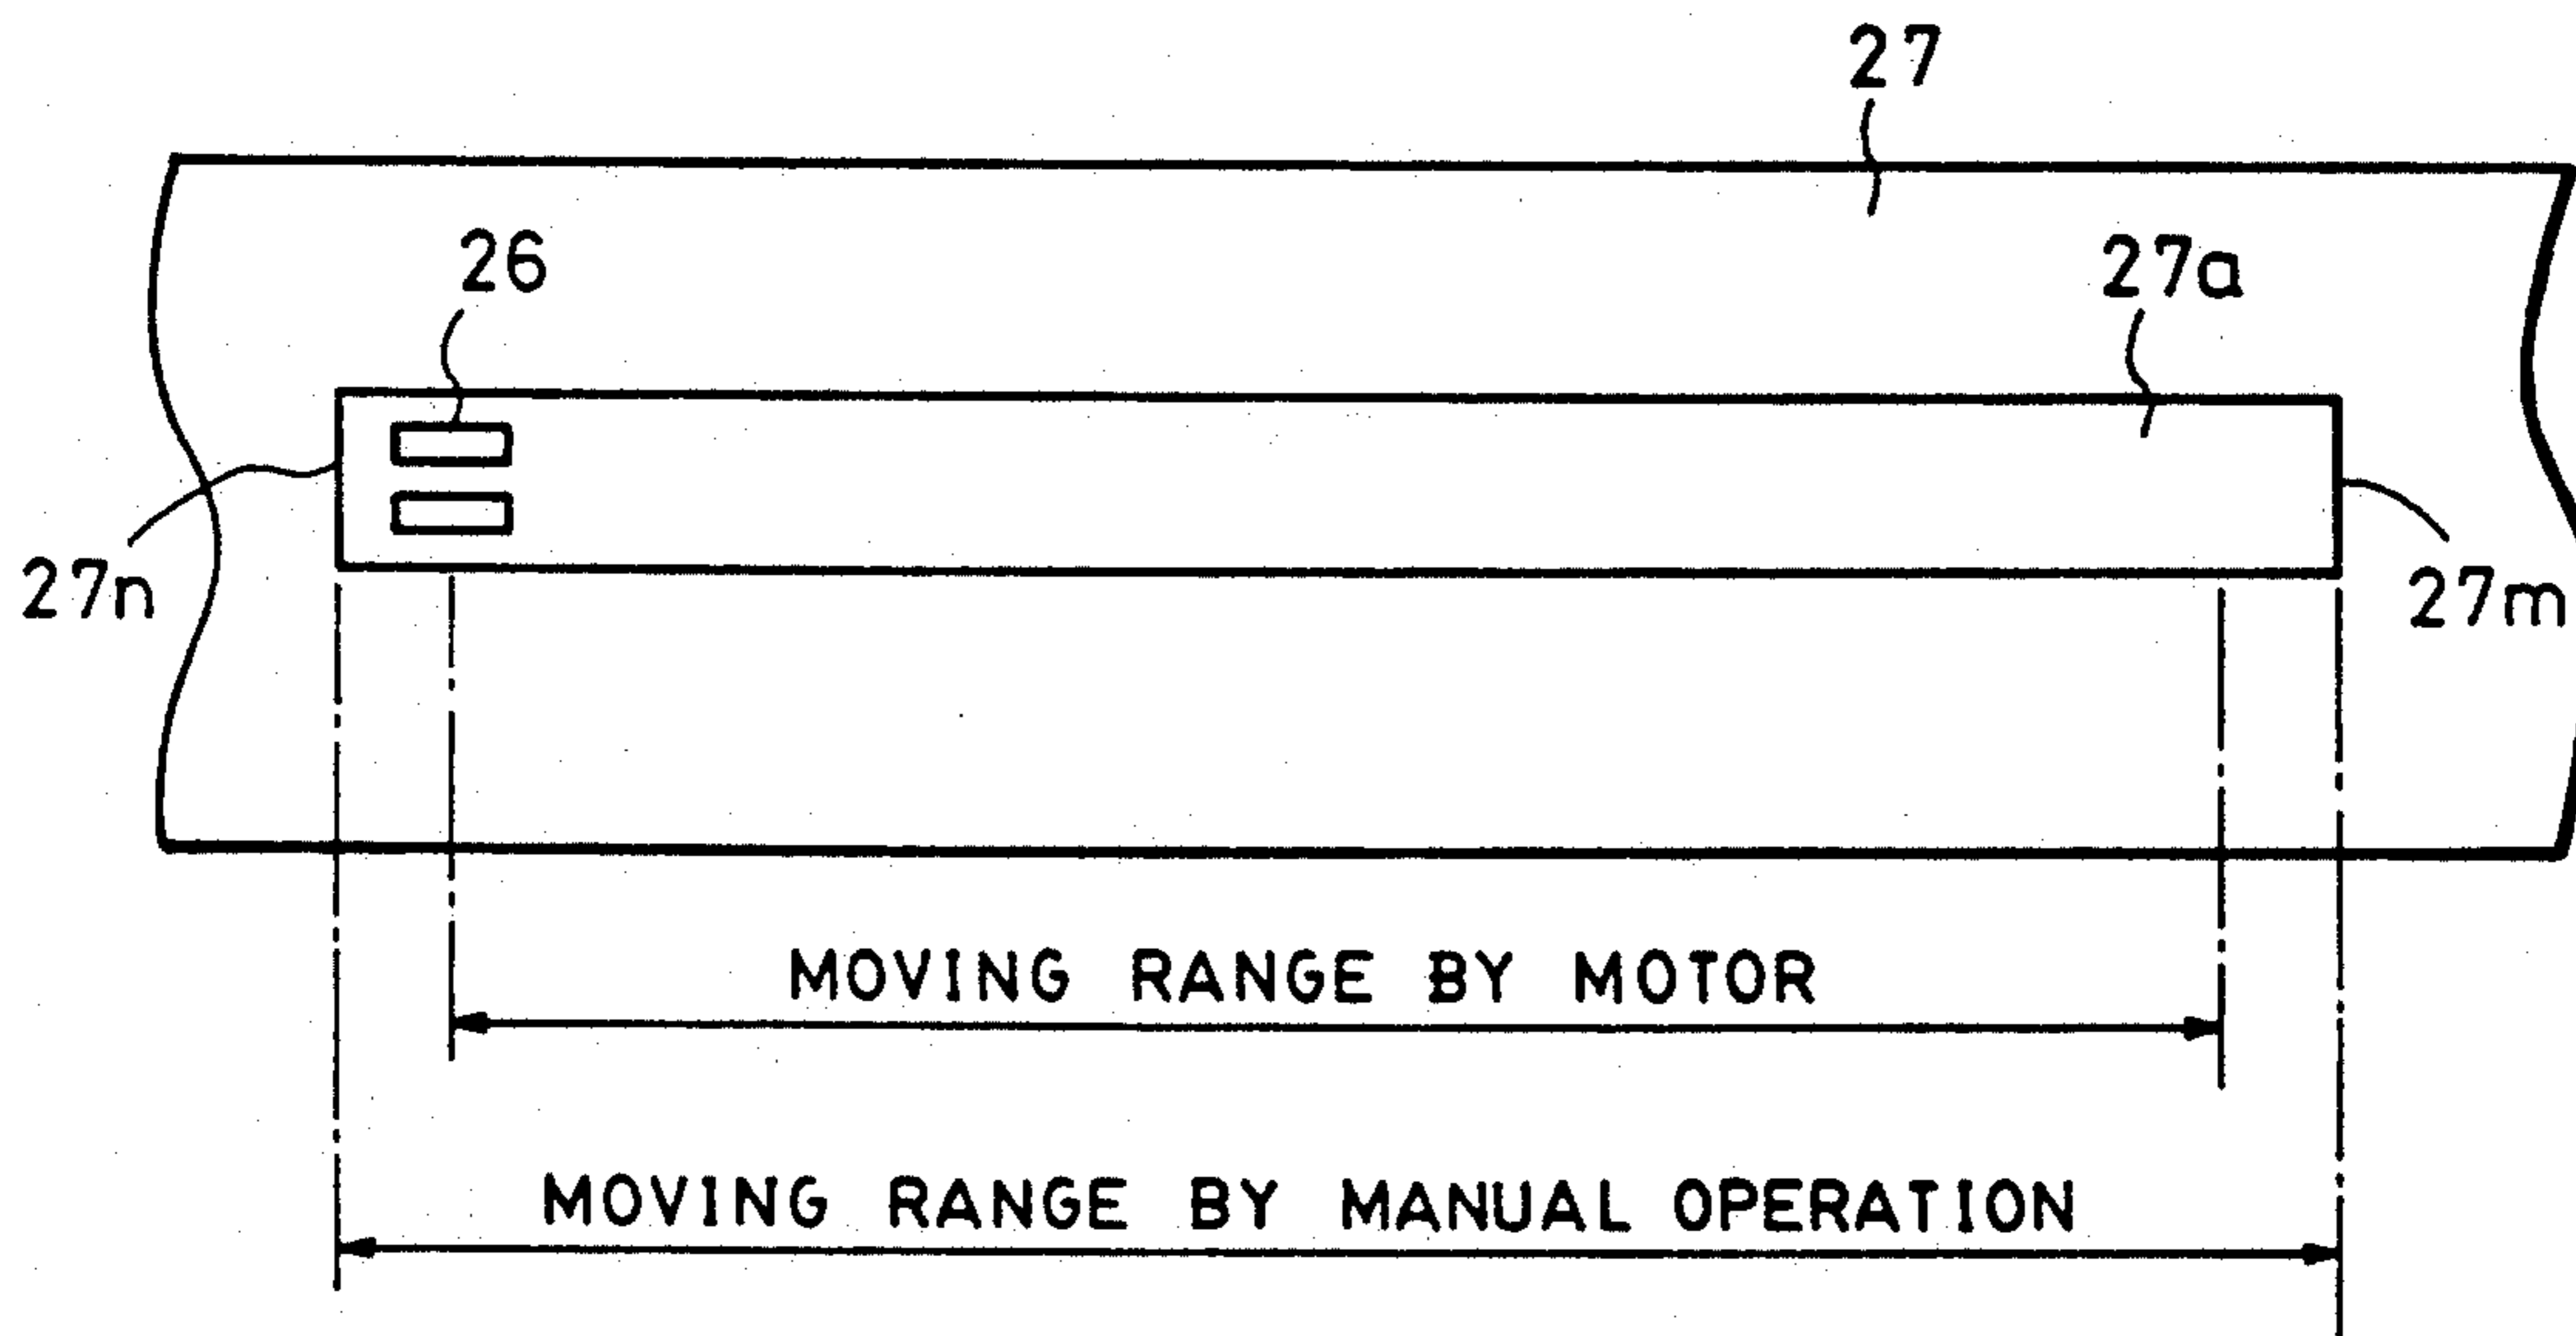 27
26
27a
27n
27m
MOVING RANGE BY MOTOR
MOVING RANGE BY MANUAL OPERATION